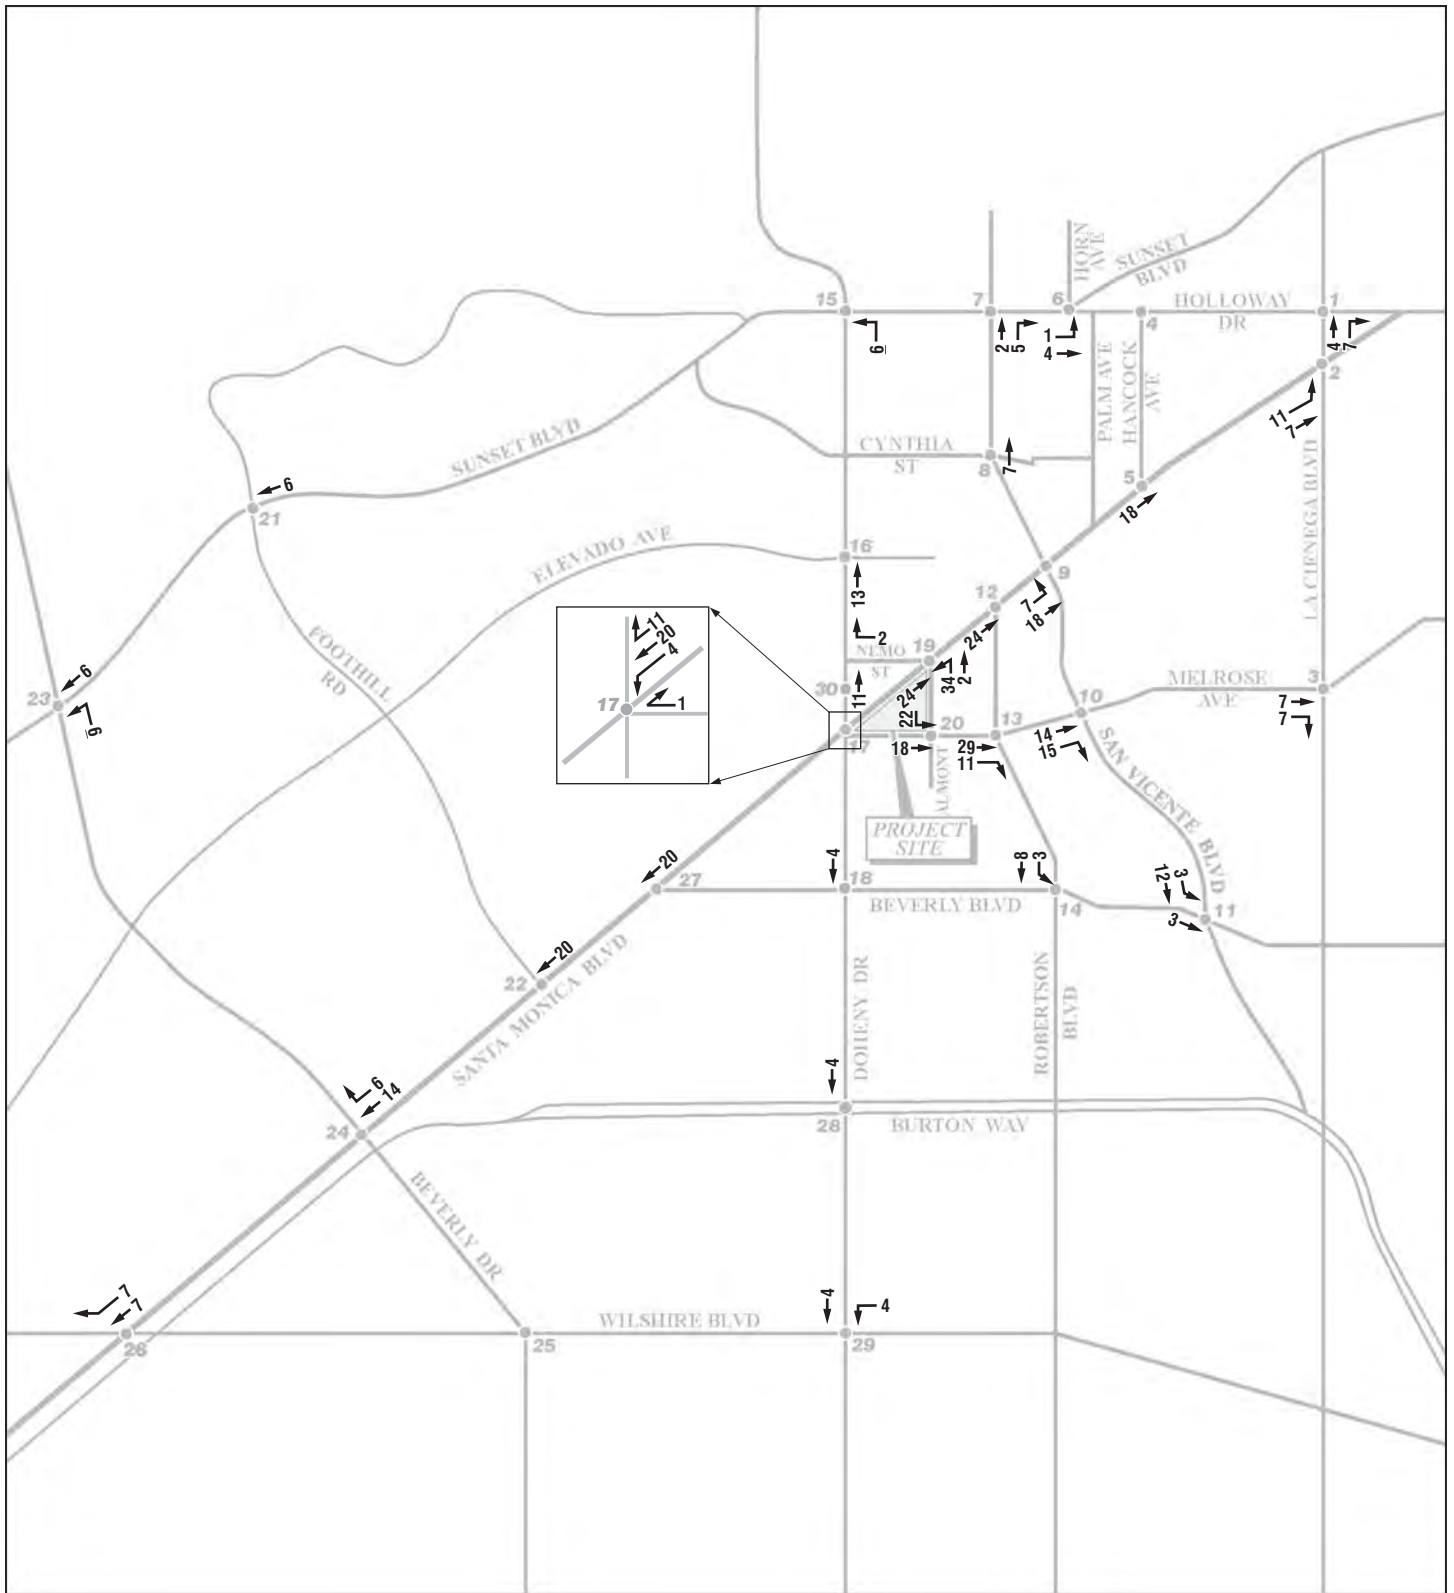 HORN
AVE
SUNSET
BLVD
15
7
6
HOLLOWAY
DR
1
4
6
2
5
1
4
4
7
2
PALM AVE
HANCOCK
AVE
11
7
SUNSET BLVD
CYNTHIA
ST
8
7
5
18
LA CIENEGA BLVD
6
21
ELEVADO AVE
16
13
9
12
7
18
24
2
NEMO
ST
19
34
2
24
22
11
20
4
17
1
FOOTHILL
RD
6
23
6
30
11
17
18
20
29
11
13
ALMONT
10
14
15
MELROSE
AVE
3
7
7
SAN VICENTE BLVD
PROJECT
SITE
20
27
4
18
BEVERLY BLVD
8
3
14
12
3
3
11
20
22
SANTA MONICA BLVD
DOHENY DR
ROBERTSON
BLVD
6
14
24
4
28
BURTON WAY
BEVERLY DR
7
7
26
WILSHIRE BLVD
25
4
4
29